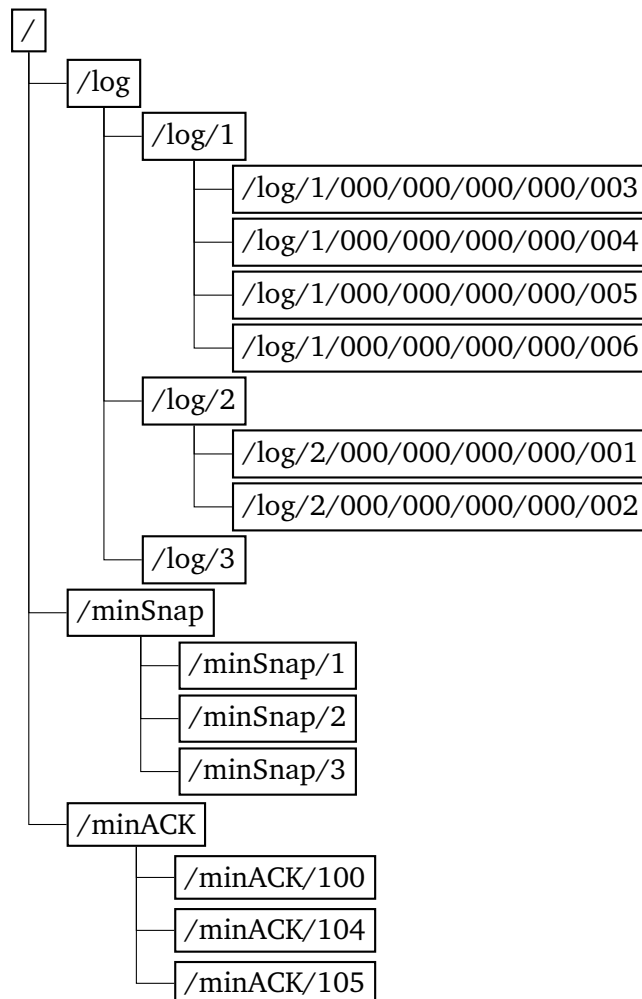 /
/log
/log/1
/log/1/000/000/000/000/003
/log/1/000/000/000/000/004
/log/1/000/000/000/000/005
/log/1/000/000/000/000/006
/log/2
/log/2/000/000/000/000/001
/log/2/000/000/000/000/002
/log/3
/minSnap
/minSnap/1
/minSnap/2
/minSnap/3
/minACK
/minACK/100
/minACK/104
/minACK/105